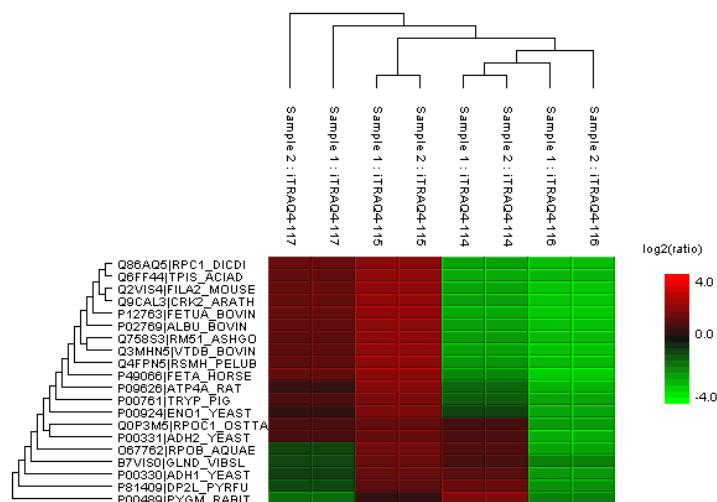 Sample 2 : iTRAQ4-117
Sample 1 : iTRAQ4-117
Sample 1 : iTRAQ4-115
Sample 2 : iTRAQ4-115
Sample 1 : iTRAQ4-114
Sample 2 : iTRAQ4-114
Sample 1 : iTRAQ4-116
Sample 2 : iTRAQ4-116
log2(ratio)
4.0
0.0
-4.0
Q86AQ5|RPC1_DICDI
Q6FF44|TPIS_ACIAD
Q2VIS4|FILA2_MOUSE
Q9CAL3|CRK2_ARATH
P12763|FETUA_BOVIN
P02769|ALBU_BOVIN
Q758S3|RM51_ASHGO
Q3MHN5|VTDB_BOVIN
Q4FPN5|RSMH_PELUB
P49066|FETA_HORSE
P09626|ATP4A_RAT
P00761|TRYP_PIG
P00924|ENO1_YEAST
Q0P3M5|RPOC1_OSTTA
P00331|ADH2_YEAST
O67762|RPOB_AQUAE
B7VIS0|GLND_VIBSL
P00330|ADH1_YEAST
P81409|DP2L_PYRFU
P00489|PYGM_RABIT